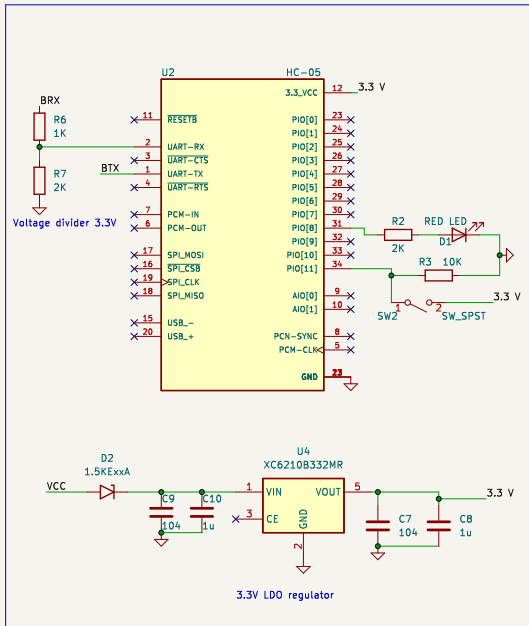 U2 HC-05
BRX
12 3.3 V
3.3_VCC
R6
1K
11 RESETB PIO[0] 23
PIO[1] 24
2 UART-RX PIO[2] 25
3 UART-CTS PIO[3] 26
BTX 1 UART-TX PIO[4] 27
R7
2K
4 UART-RTS PIO[5] 28
PIO[6] 29
7 PCM-IN PIO[7] 30
Voltage divider 3.3V
6 PCM-OUT PIO[8] 31
R2
2K
RED LED
D1
PIO[9] 32
17 SPI_MOSI PIO[10] 33
16 SPI_CSB PIO[11] 34
R3 10K
19 SPI_CLK
18 SPI_MISO AIO[0] 9
AIO[1] 10
3.3 V
SW2 1 2 SW_SPST
15 USB_-
20 USB_+ PCN-SYNC 8
PCM-CLK 5
GND
U4
XC6210B332MR
D2
1.5KExxA
VCC
C9
104
C10
1u
1 VIN VOUT 5
3 CE
GND
2
3.3 V
C7
104
C8
1u
3.3V LDO regulator